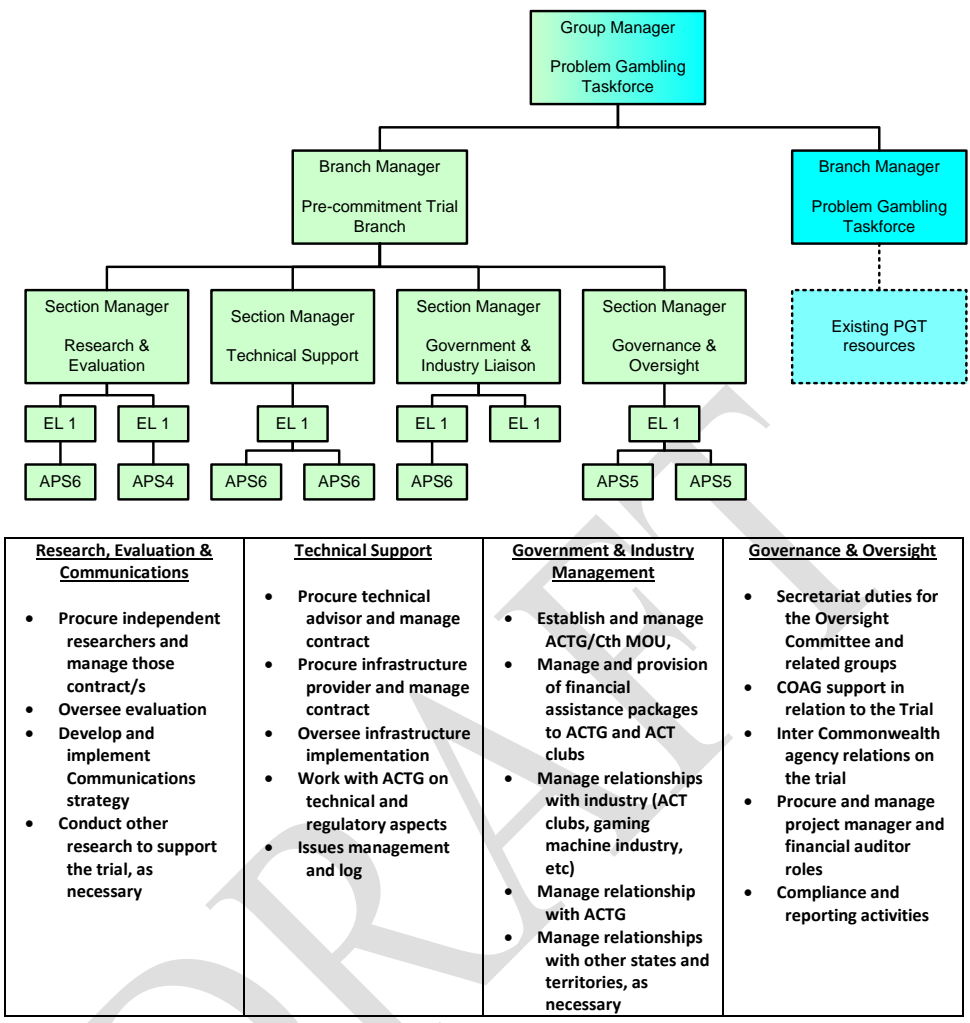 Group Manager
Problem Gambling
Taskforce
Branch Manager
Pre-commitment Trial
Branch
Branch Manager
Problem Gambling
Taskforce
Section Manager
Research &
Evaluation
Section Manager
Technical Support
Section Manager
Government &
Industry Liaison
Section Manager
Governance &
Oversight
Existing PGT
resources
EL 1
EL 1
EL 1
EL 1
EL 1
EL 1
APS6
APS4
APS6
APS6
APS6
APS5
APS5
Research, Evaluation &
Communications
• Procure independent
researchers and
manage those
contract/s
• Oversee evaluation
• Develop and
implement
Communications
strategy
• Conduct other
research to support
the trial, as
necessary
Technical Support
• Procure technical
advisor and manage
contract
• Procure infrastructure
provider and manage
contract
• Oversee infrastructure
implementation
• Work with ACTG on
technical and
regulatory aspects
• Issues management
and log
Government & Industry
Management
• Establish and manage
ACTG/Cth MOU,
• Manage and provision
of financial
assistance packages
to ACTG and ACT
clubs
• Manage relationships
with industry (ACT
clubs, gaming
machine industry,
etc)
• Manage relationship
with ACTG
• Manage relationships
with other states and
territories, as
necessary
Governance & Oversight
• Secretariat duties for
the Oversight
Committee and
related groups
• COAG support in
relation to the Trial
• Inter Commonwealth
agency relations on
the trial
• Procure and manage
project manager and
financial auditor
roles
• Compliance and
reporting activities
DRAFT